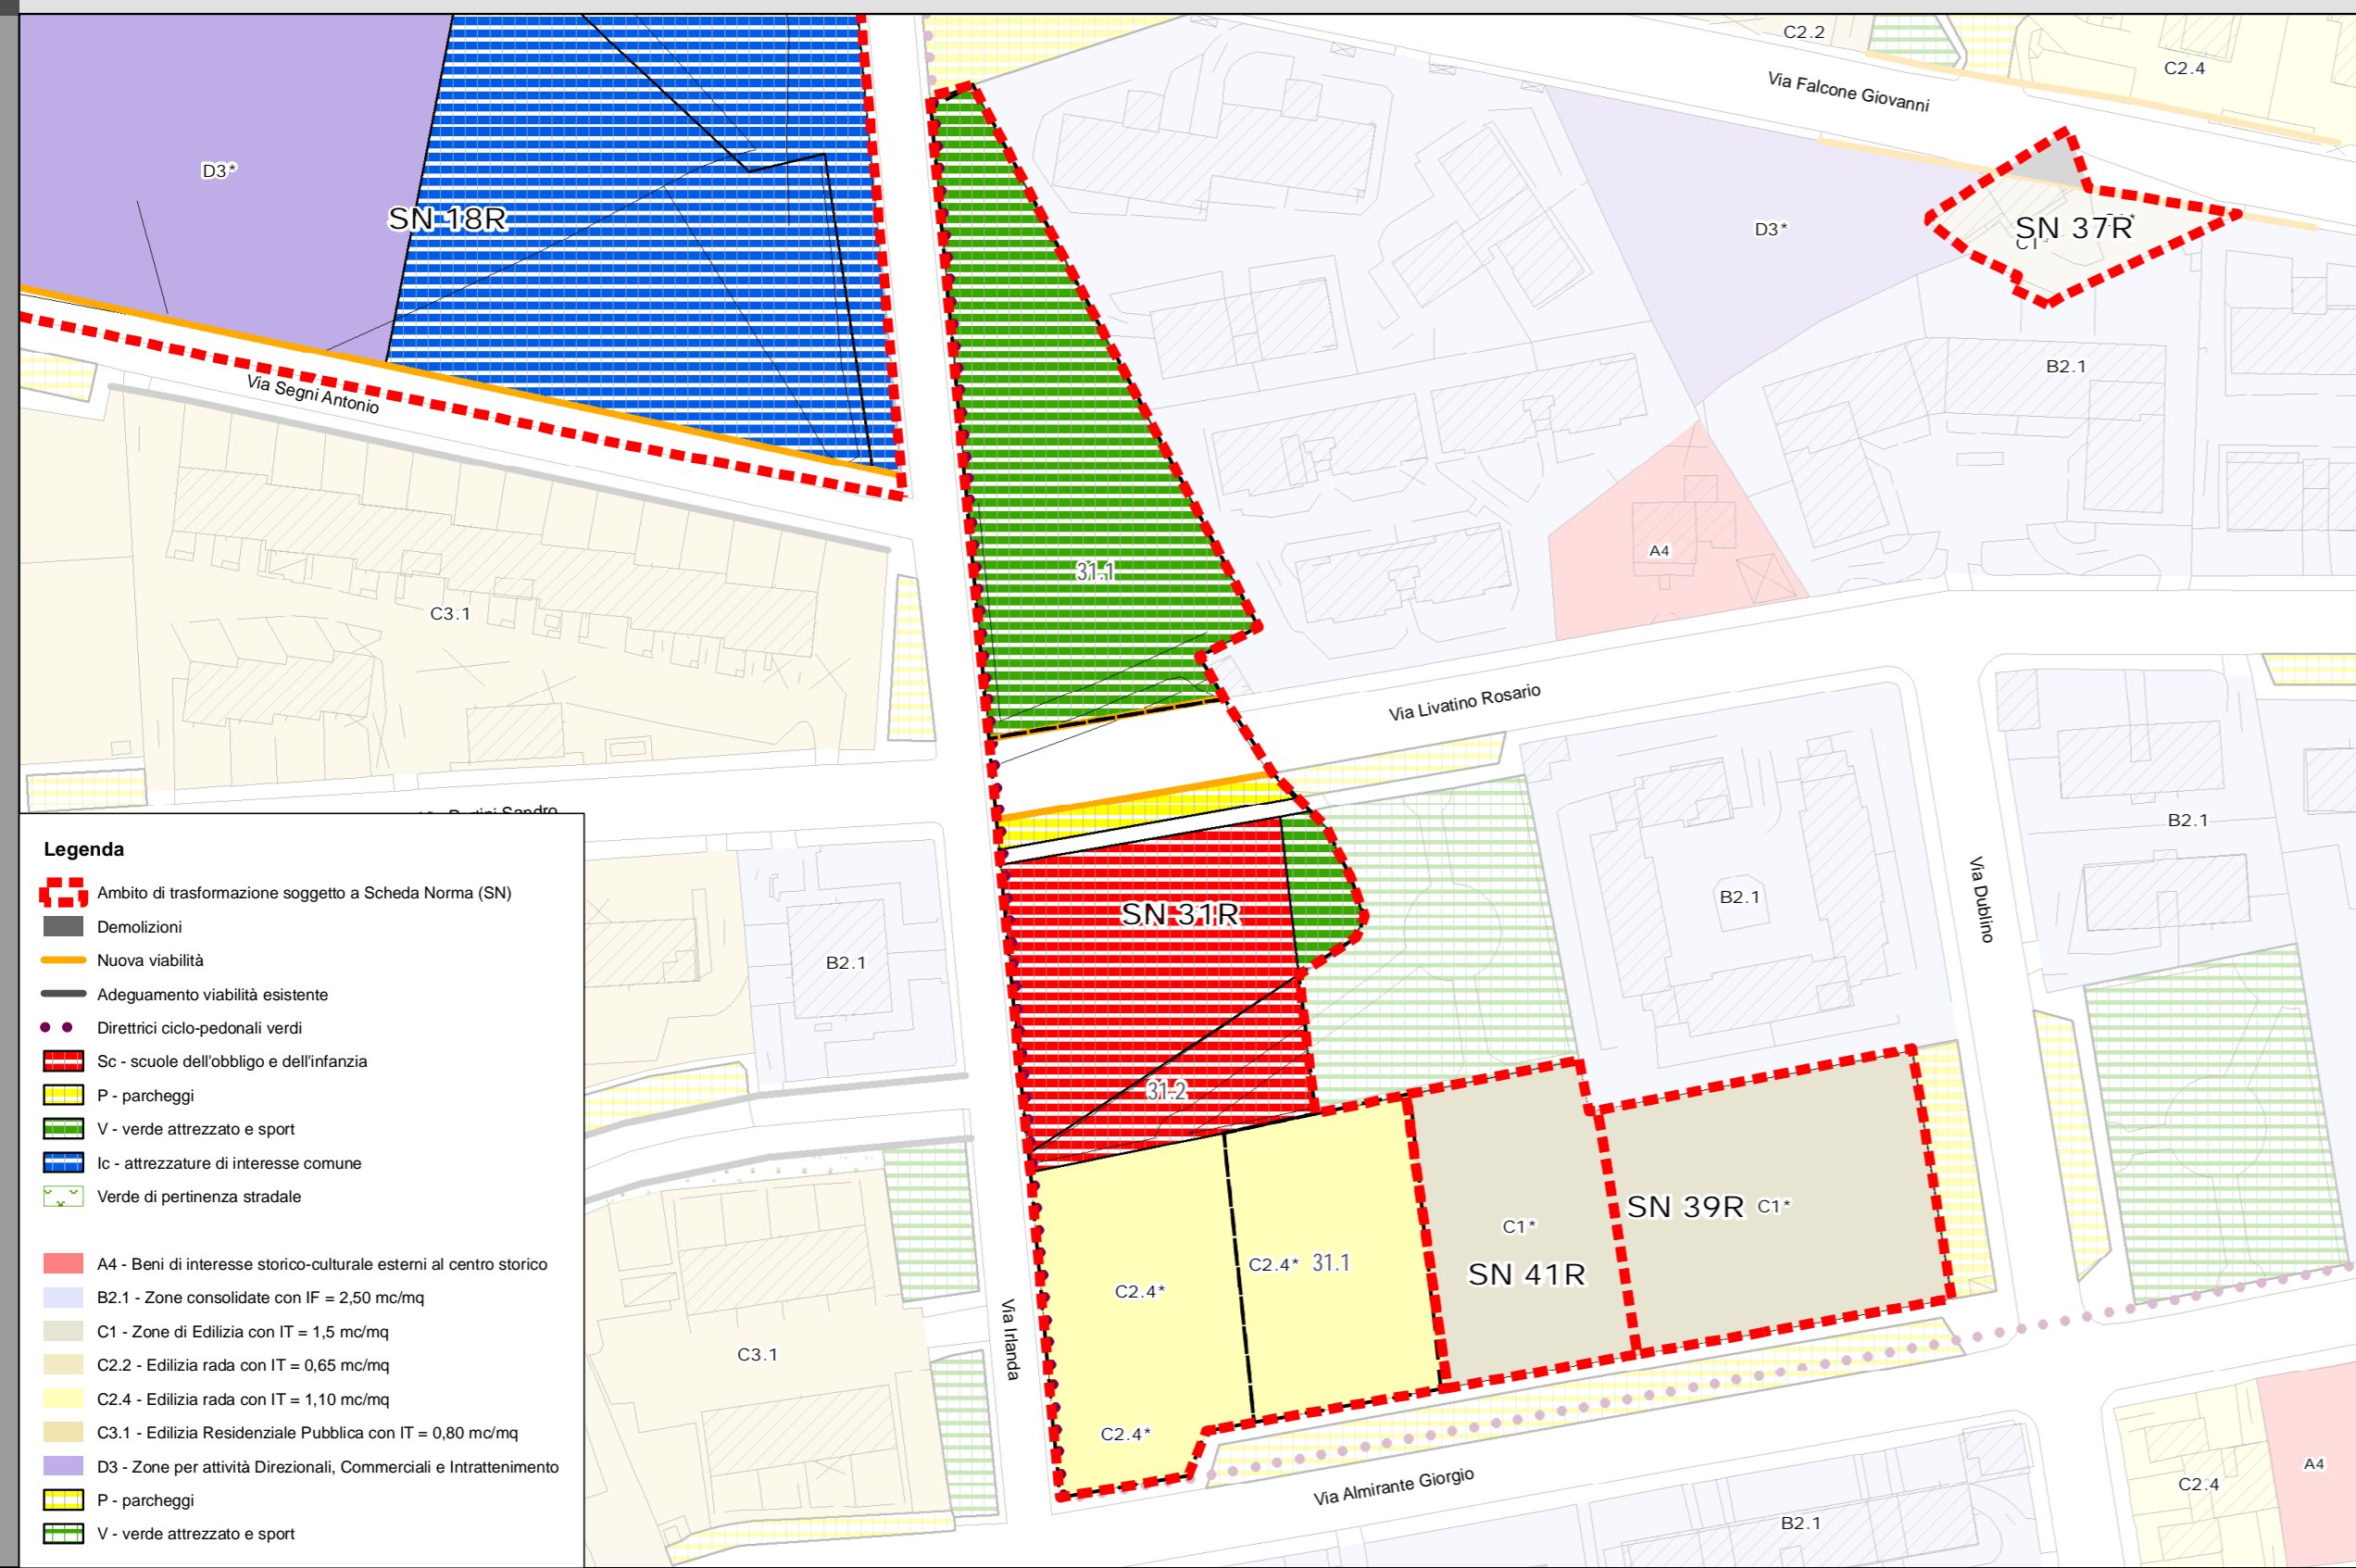 C2.2
C2.4
Via Falcone Giovanni
D3*
SN 18R
D3*
SN 37R
B2.1
Via Segni Antonio
A4
31.1
C3.1
Via Livatino Rosario
B2.1
B2.1
Via Dublino
SN 31R
B2.1
31.2
SN 39R C1*
C1*
SN 41R
C2.4* 31.1
C2.4*
Via Irlanda
C3.1
C2.4*
Via Almirante Giorgio
C2.4
A4
B2.1
Legenda
Ambito di trasformazione soggetto a Scheda Norma (SN)
Demolizioni
Nuova viabilità
Adeguamento viabilità esistente
Direttrici ciclo-pedonali verdi
Sc - scuole dell'obbligo e dell'infanzia
P - parcheggi
V - verde attrezzato e sport
Ic - attrezzature di interesse comune
Verde di pertinenza stradale
A4 - Beni di interesse storico-culturale esterni al centro storico
B2.1 - Zone consolidate con IF = 2,50 mc/mq
C1 - Zone di Edilizia con IT = 1,5 mc/mq
C2.2 - Edilizia rada con IT = 0,65 mc/mq
C2.4 - Edilizia rada con IT = 1,10 mc/mq
C3.1 - Edilizia Residenziale Pubblica con IT = 0,80 mc/mq
D3 - Zone per attività Direzionali, Commerciali e Intrattenimento
P - parcheggi
V - verde attrezzato e sport